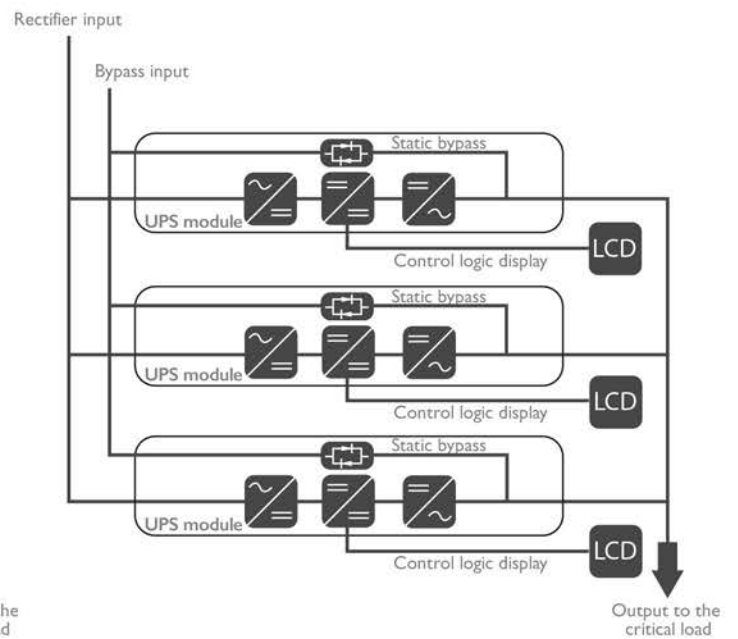 Rectifier input
Bypass input
Static bypass
UPS module
LCD
Control logic display
Static bypass
UPS module
LCD
Control logic display
Static bypass
UPS module
LCD
Control logic display
Output to the
critical load
he
d